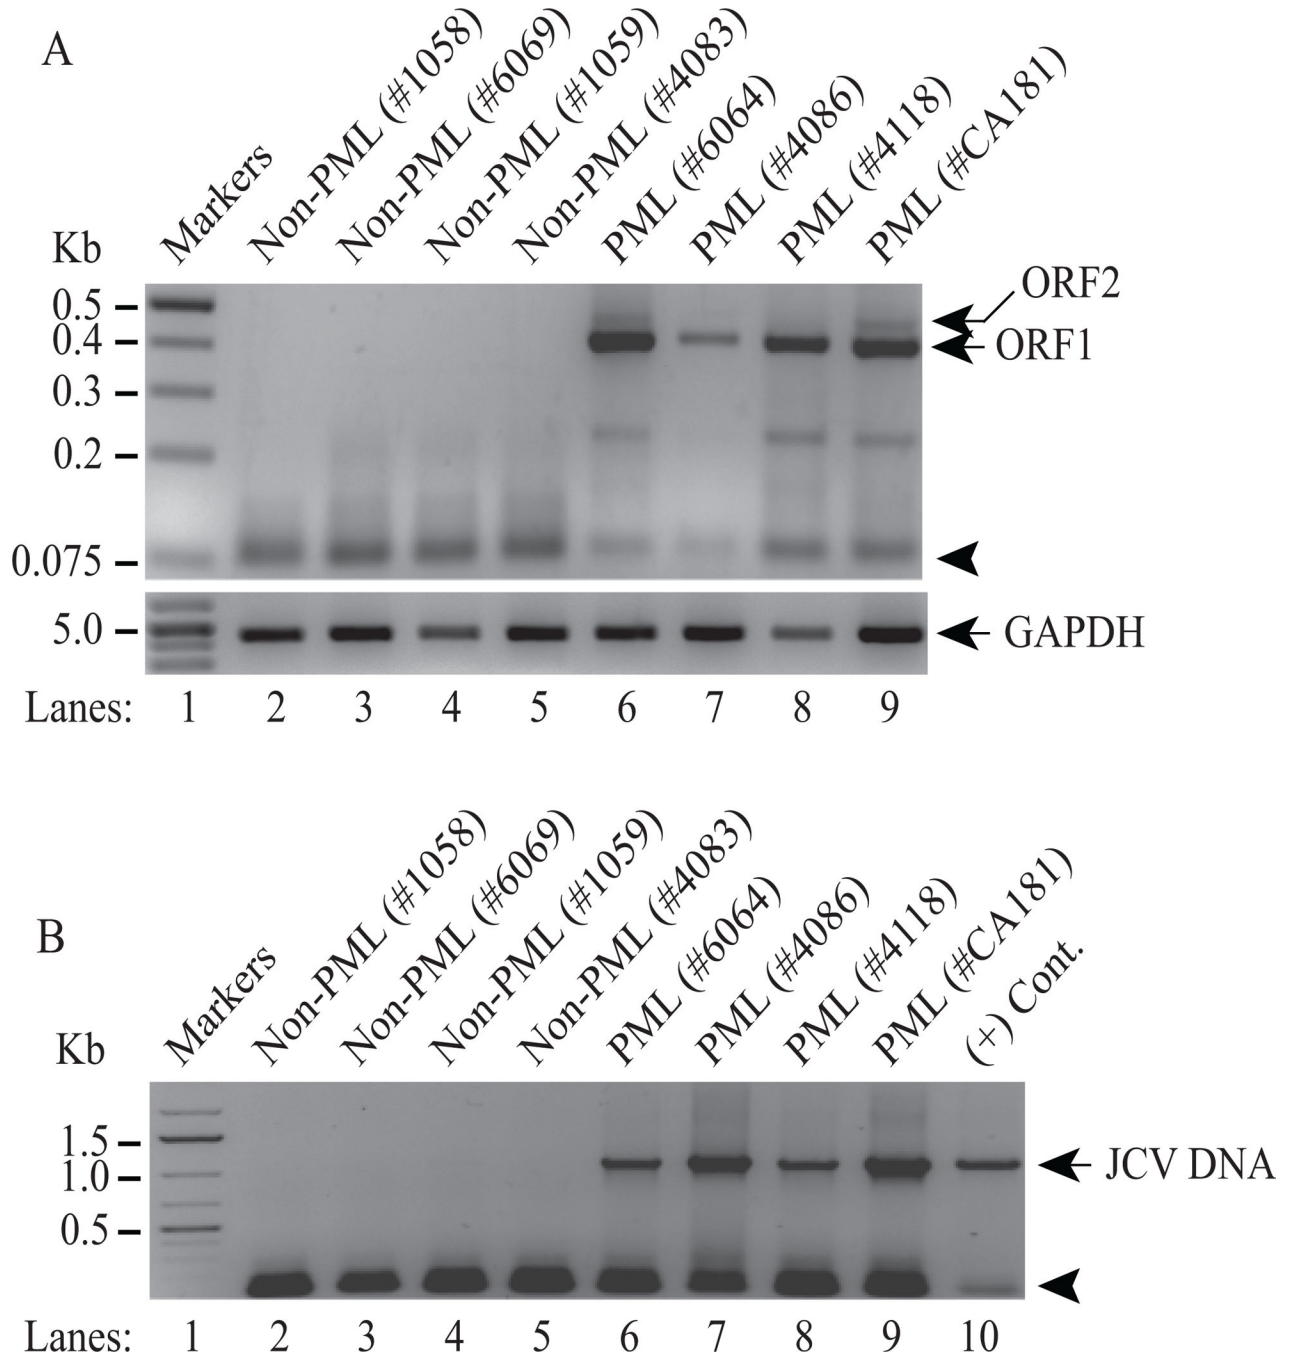 A
Markers
Non-PML (#1058)
Non-PML (#6069)
Non-PML (#1059)
Non-PML (#4083)
PML (#6064)
PML (#4086)
PML (#4118)
PML (#CA181)
Kb
0.5
0.4
0.3
0.2
0.075
ORF2
ORF1
5.0
GAPDH
Lanes: 1 2 3 4 5 6 7 8 9
B
Markers
Non-PML (#1058)
Non-PML (#6069)
Non-PML (#1059)
Non-PML (#4083)
PML (#6064)
PML (#4086)
PML (#4118)
PML (#CA181)
(+) Cont.
Kb
1.5
1.0
0.5
JCV DNA
Lanes: 1 2 3 4 5 6 7 8 9 10